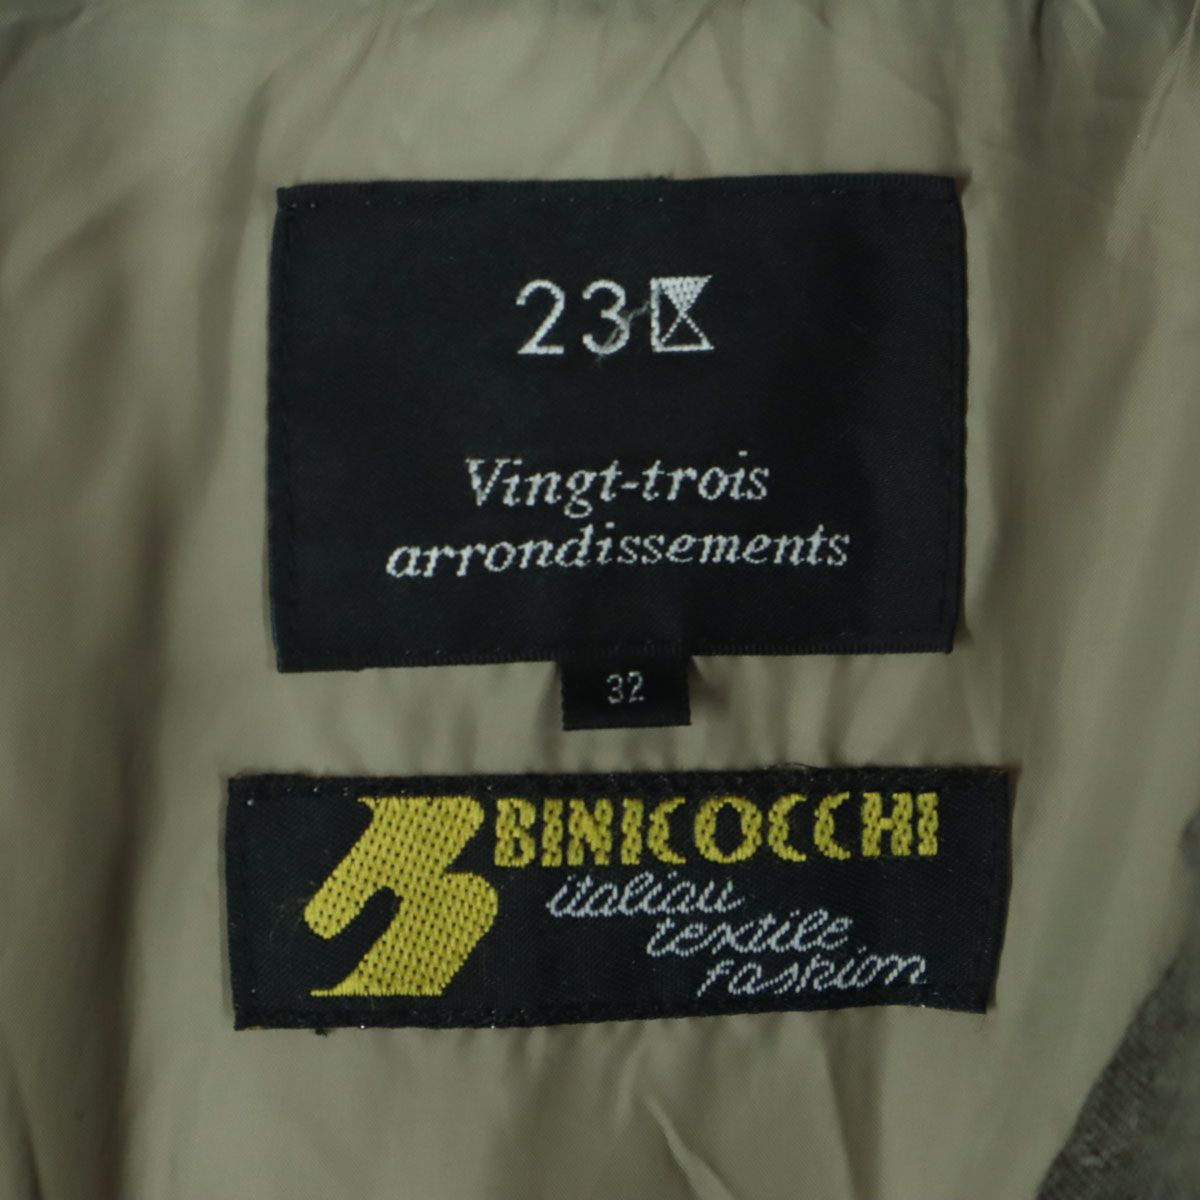 23区
Vingt-trois
arrondissements
32
BINICOCCHI
italian
textile
fashion